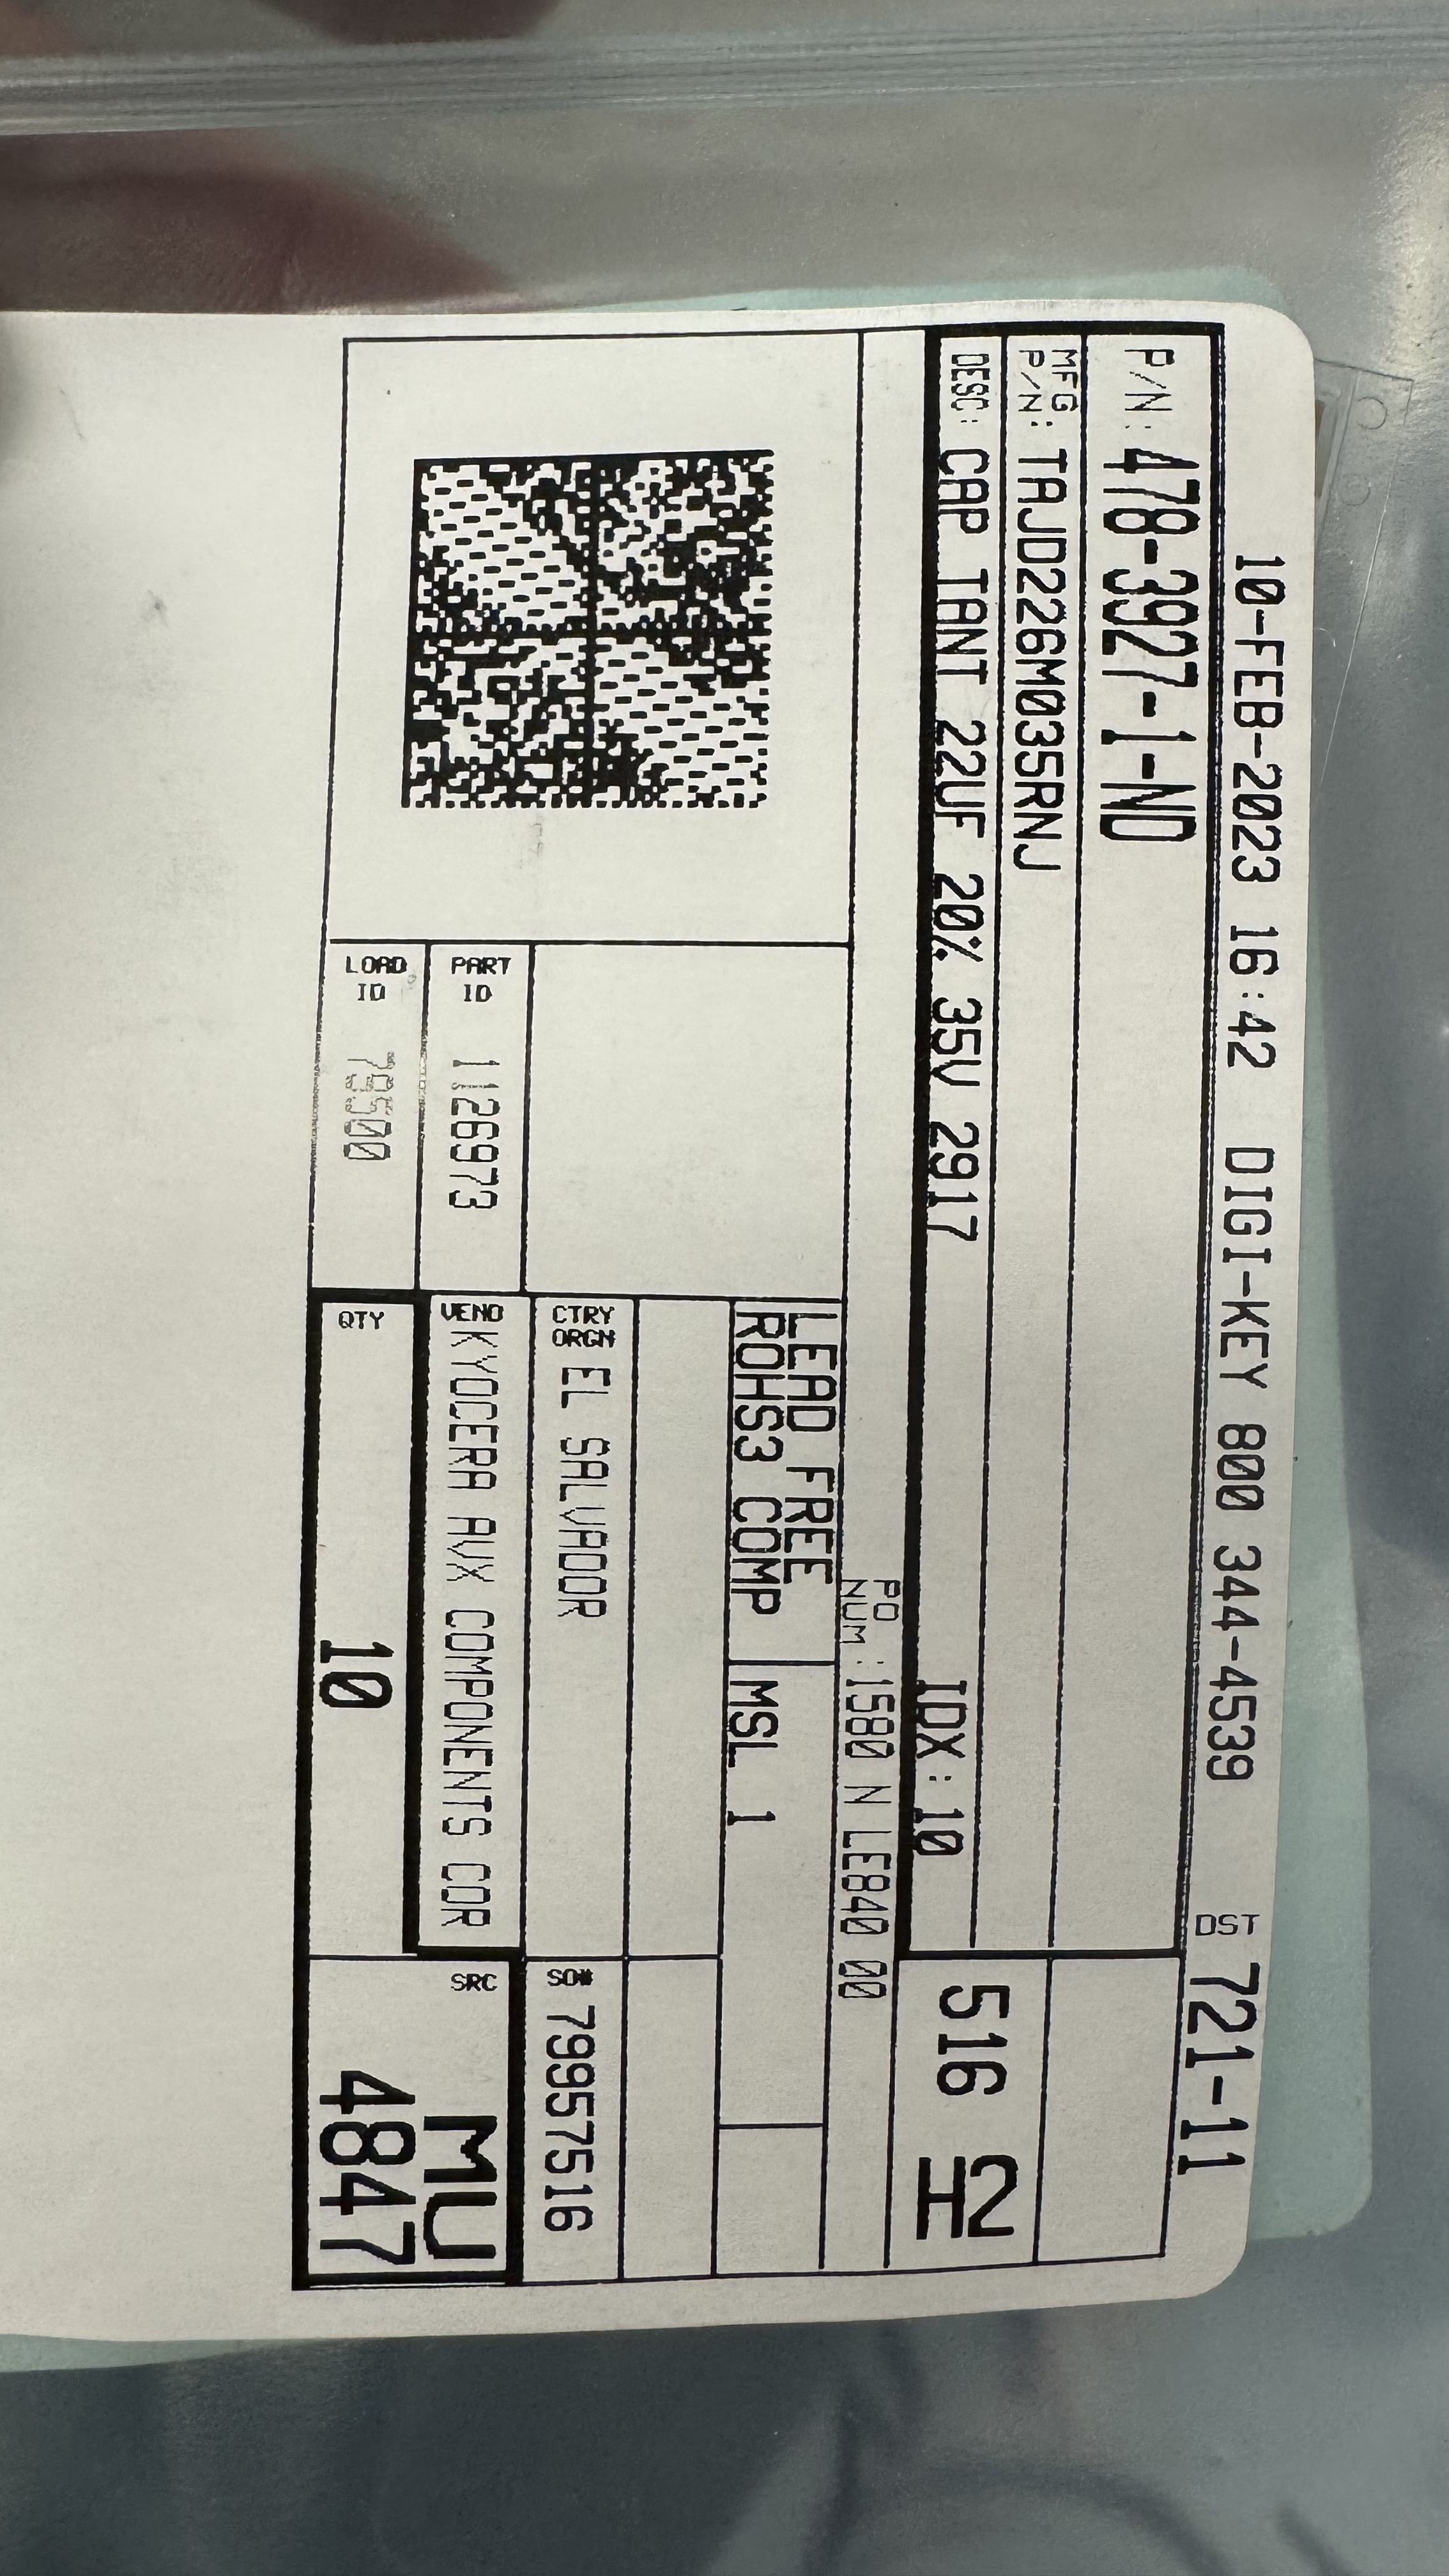 10-FEB-2023 16:42 DIGI-KEY 800 344-4539 DST 721-11
P/N: 478-3927-1-ND
MFG
P/N: TAJD226M035RNJ
DESC: CAP TANT 22UF 20% 35V 2917 IDX:10
516 H2
PO
NUM :1580 N LE840 00
LEAD FREE
ROHS3 COMP
MSL 1
CTRY
ORGN EL SALVADOR
SO# 79957516
PART
ID 1126973
VEND KYOCERA AVX COMPONENTS COR
SRC MU
4847
LOAD
ID 79500
QTY 10